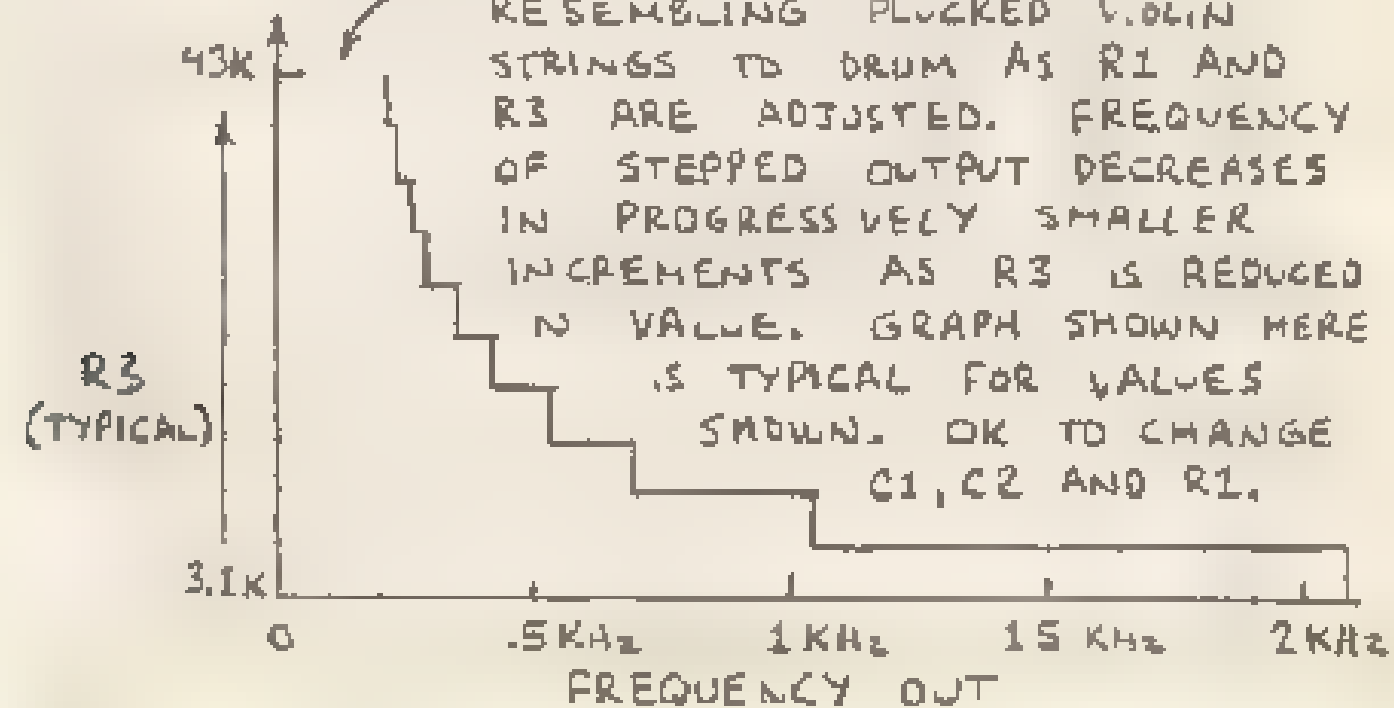 RESEMBLING PLUCKED VIOLIN
43K
STRINGS TO DRUM AS R1 AND
R3 ARE ADJUSTED. FREQUENCY
OF STEPPED OUTPUT DECREASES
IN PROGRESS VELY SMALLER
INCREMENTS AS R3 IS REDUCED
N VALUE. GRAPH SHOWN HERE
IS TYPICAL FOR VALUES
SHOWN. OK TO CHANGE
C1, C2 AND R1.
R3
(TYPICAL)
3.1K
0 .5KHz 1KHz 15 KHz 2KHz
FREQUENCY OUT